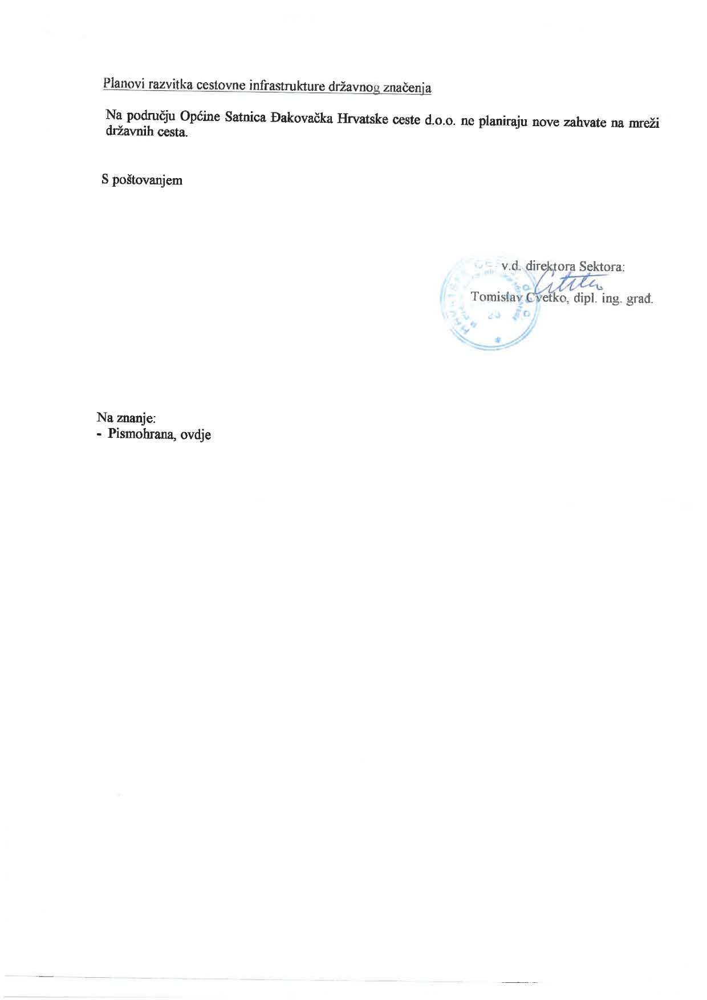 Planovi razvitka cestovne infrastrukture državnog značenja
Na području Općine Satnica Đakovačka Hrvatske ceste d.o.o. ne planiraju nove zahvate na mreži
državnih cesta.
S poštovanjem
v.d. direktora Sektora:
Tomislav Cvetko, dipl. ing. građ.
Na znanje:
- Pismohrana, ovdje